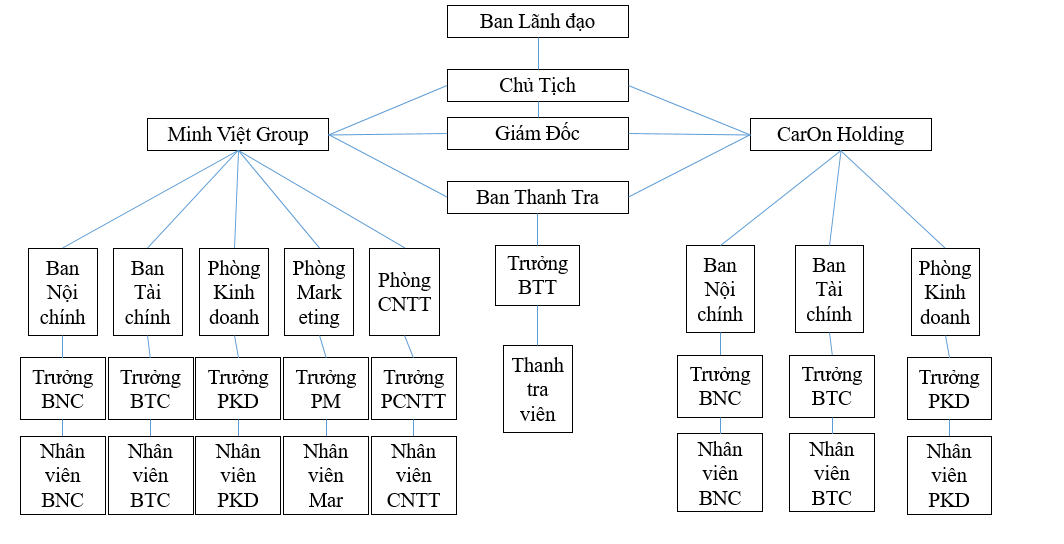 Ban Lãnh đạo
Chủ Tịch
Minh Việt Group
Giám Đốc
CarOn Holding
Ban Thanh Tra
Ban
Nội
chính
Ban
Tài
chính
Phòng
Kinh
doanh
Phòng
Mark
eting
Phòng
CNTT
Trưởng
BTT
Ban
Nội
chính
Ban
Tài
chính
Phòng
Kinh
doanh
Trưởng
BNC
Trưởng
BTC
Trưởng
PKD
Trưởng
PM
Trưởng
PCNTT
Thanh
tra
viên
Trưởng
BNC
Trưởng
BTC
Trưởng
PKD
Nhân
viên
BNC
Nhân
viên
BTC
Nhân
viên
PKD
Nhân
viên
Mar
Nhân
viên
CNTT
Nhân
viên
BNC
Nhân
viên
BTC
Nhân
viên
PKD